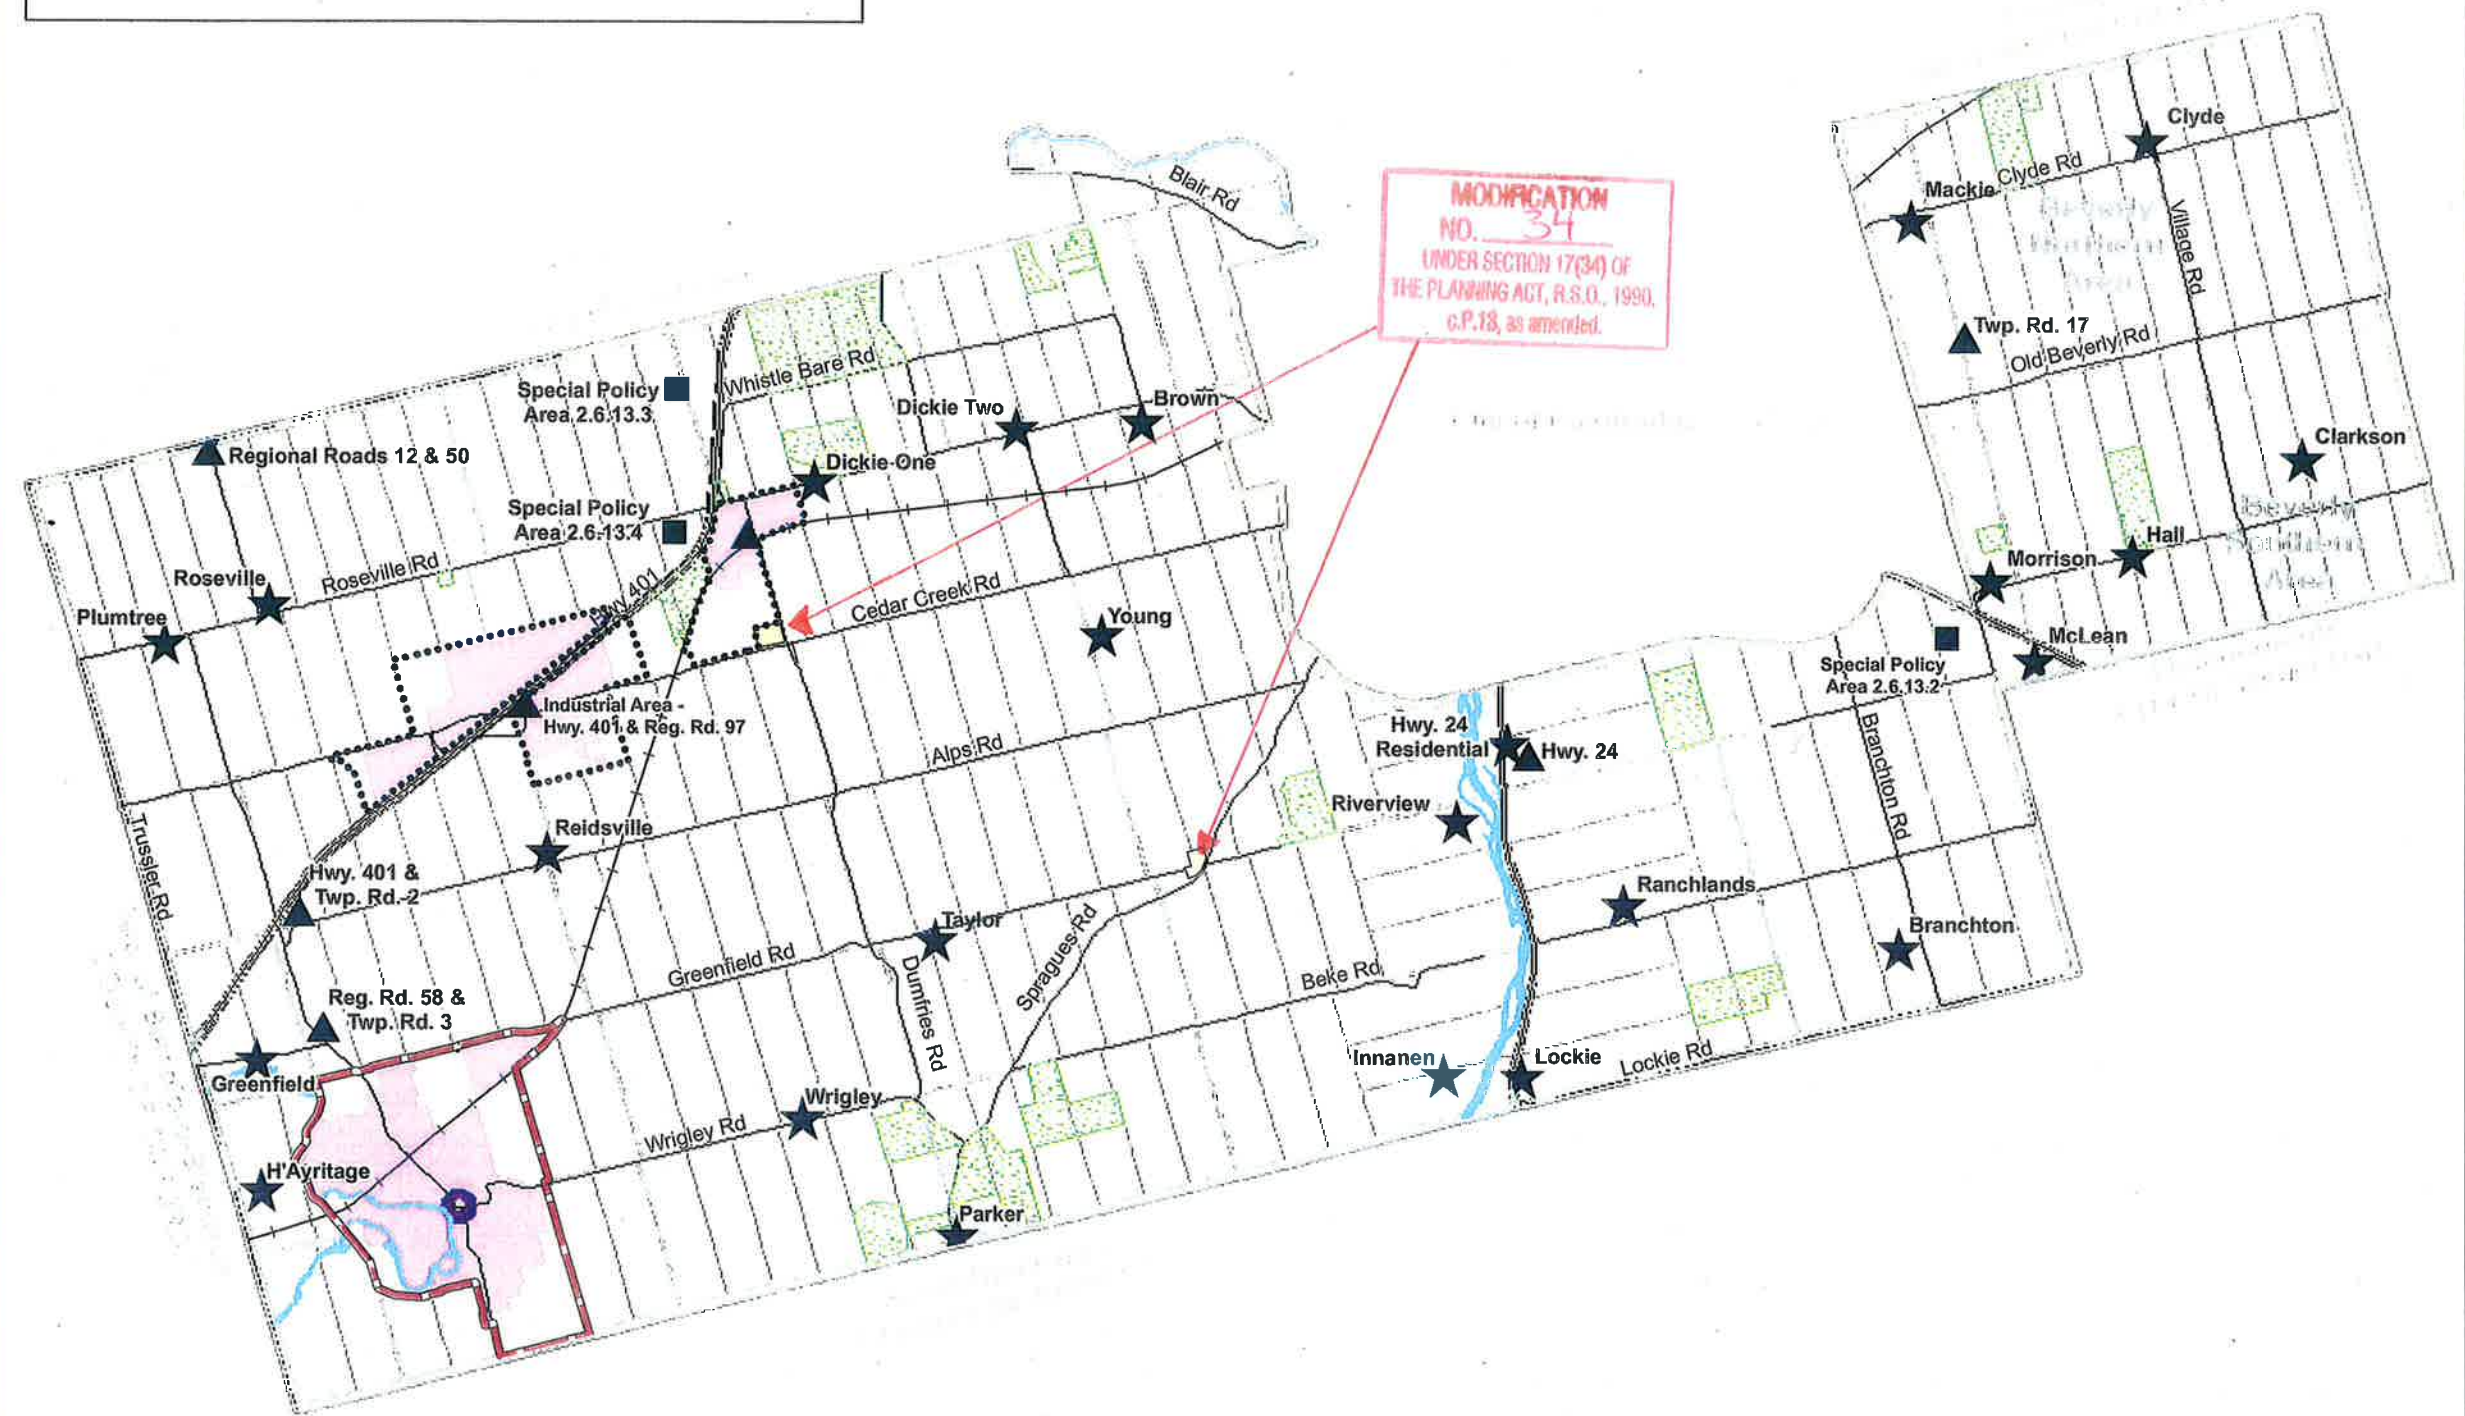 Clyde
Clyde Rd
Mackie
Village Rd
Blair Rd
MODIFICATION
NO. 34
UNDER SECTION 17(34) OF
THE PLANNING ACT, R.S.O., 1990,
c.P.13, as amended.
Twp. Rd. 17
Old Beverly Rd
Whistle Bare Rd
Special Policy
Area 2.6.13.3
Dickie Two
Brown
Clarkson
Regional Roads 12 & 50
Dickie-One
Special Policy
Area 2.6.13.4
Beverly
Southern
Area
Hall
Morrison
Roseville
Roseville Rd
Hwy 401
Cedar Creek Rd
Plumtree
Young
McLean
Special Policy
Area 2.6.13.2
Industrial Area -
Hwy. 401 & Reg. Rd. 97
Alps Rd
Hwy. 24
Residential
Hwy. 24
Branchton Rd
Riverview
Trussler Rd
Reidsville
Hwy. 401 &
Twp. Rd. 2
Ranchlands
Taylor
Branchton
Spragues Rd
Greenfield Rd
Dumfries Rd
Beke Rd
Reg. Rd. 58 &
Twp. Rd. 3
Innanen
Lockie
Lockie Rd
Greenfield
Wrigley
Wrigley Rd
H'Ayritage
Parker